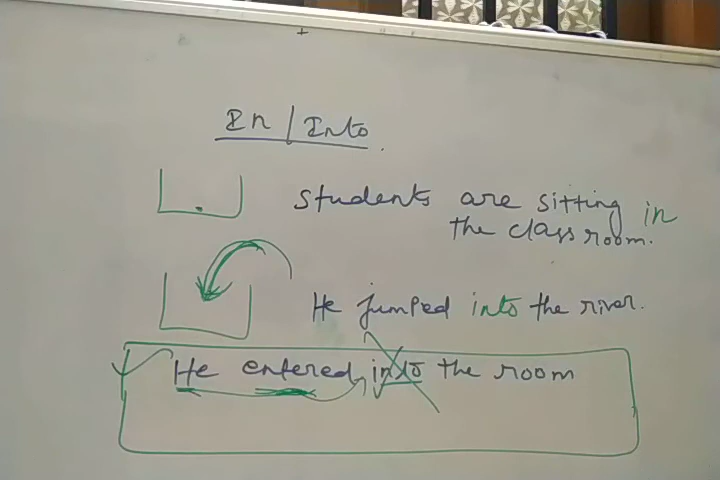 In / Into
Students are sitting in
the class room.
He jumped into the river.
He entered into the room